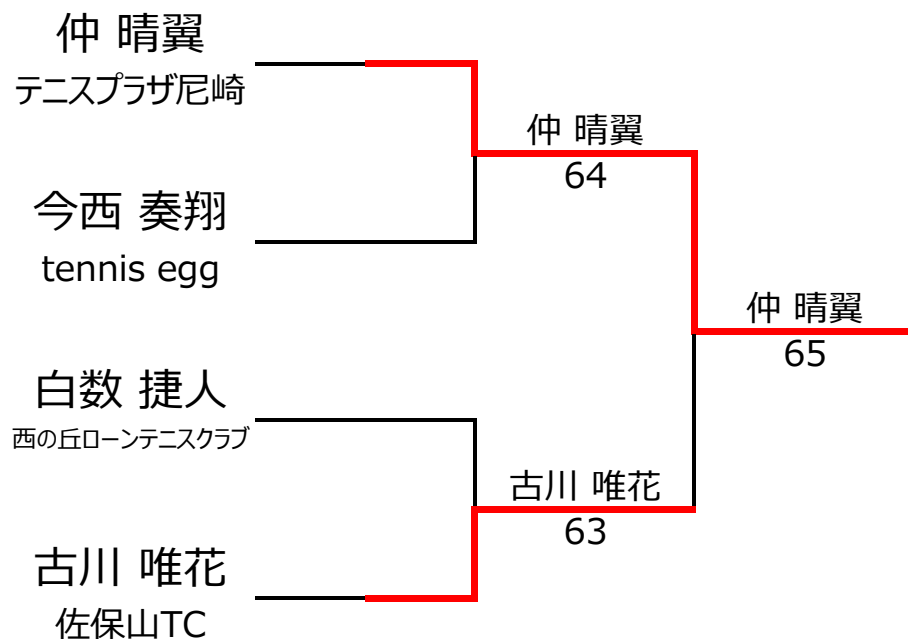 仲 晴翼
テニスプラザ尼崎
今西 奏翔
tennis egg
白数 捷人
西の丘ローンテニスクラブ
古川 唯花
佐保山TC
仲 晴翼
64
古川 唯花
63
仲 晴翼
65